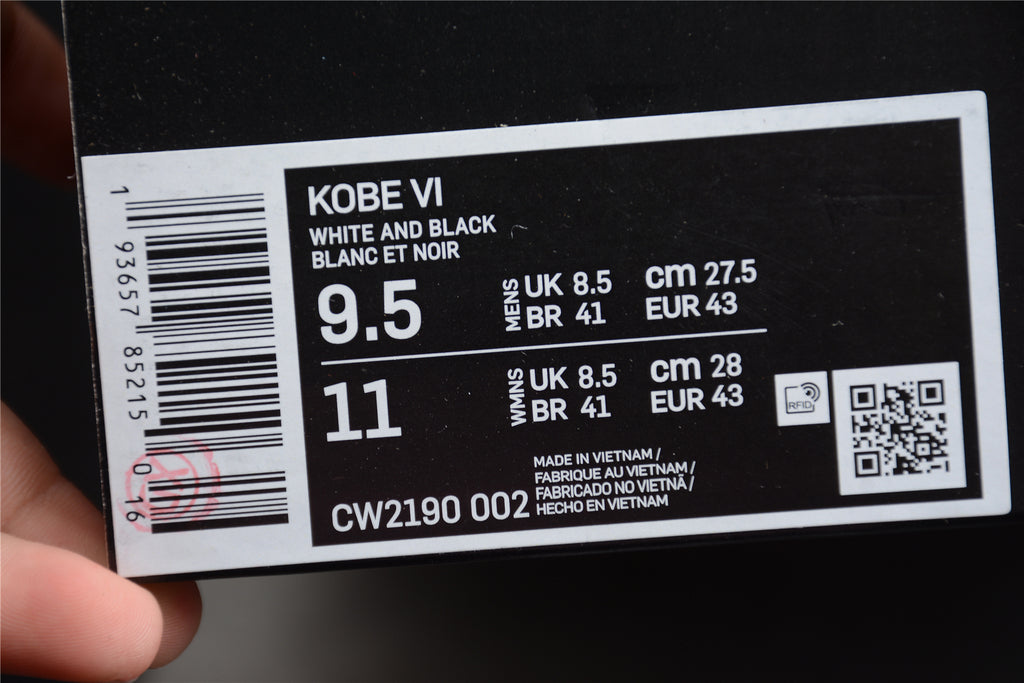 1 93657 85215 0 16
KOBE VI
WHITE AND BLACK
BLANC ET NOIR
9.5 MENS UK 8.5 cm 27.5
BR 41 EUR 43
11 WMNS UK 8.5 cm 28
BR 41 EUR 43
RFID
MADE IN VIETNAM /
FABRIQUE AU VIETNAM /
FABRICADO NO VIETNÃ /
HECHO EN VIETNAM
CW2190 002